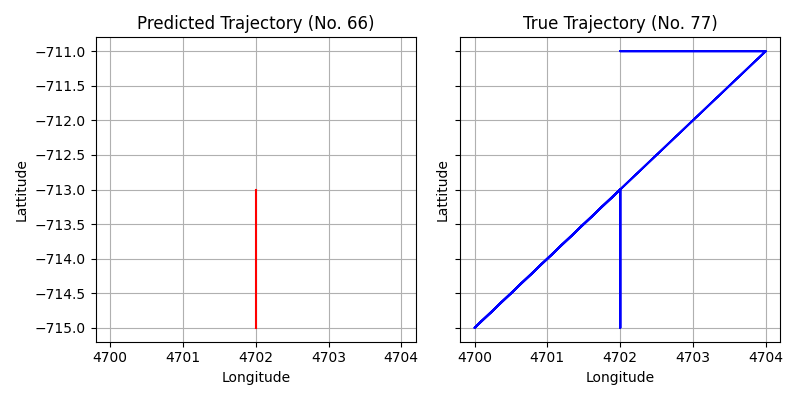 Predicted Trajectory (No. 66)
True Trajectory (No. 77)
Lattitude
−711.0
−711.5
−712.0
−712.5
−713.0
−713.5
−714.0
−714.5
−715.0
4700 4701 4702 4703 4704
Longitude
Lattitude
4700 4701 4702 4703 4704
Longitude